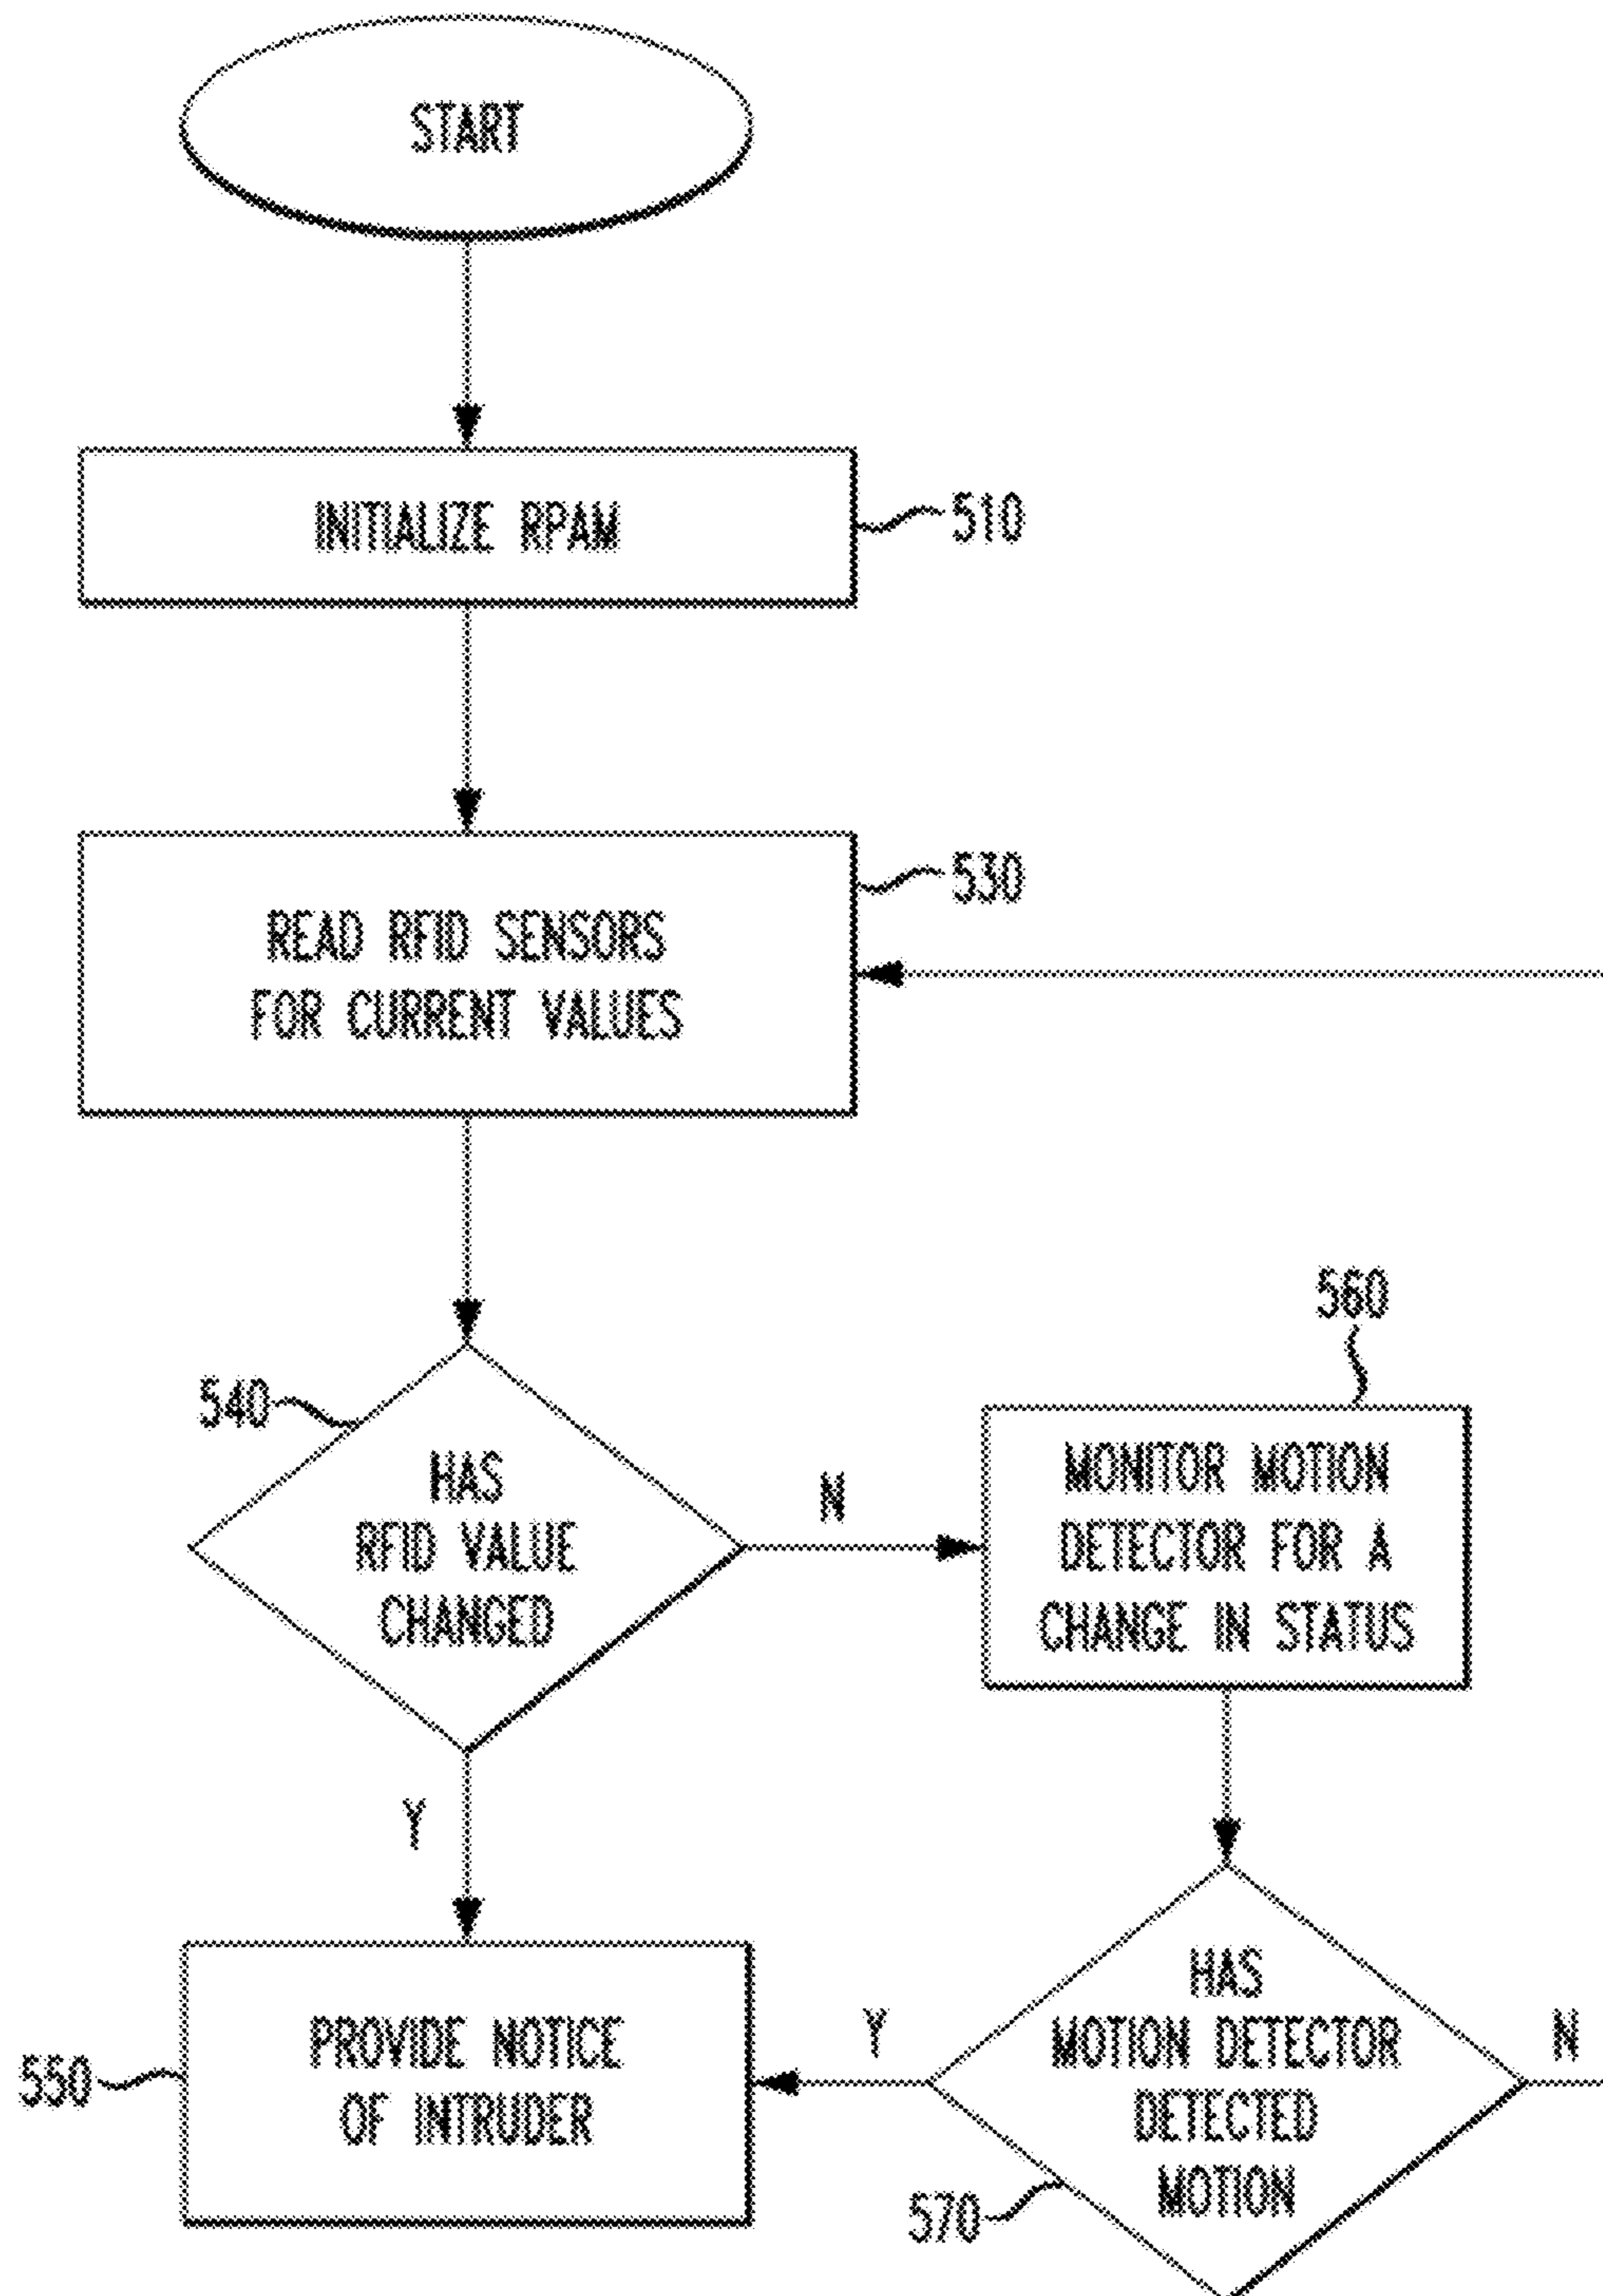 START
INITIALIZE RPAM
510
READ RFID SENSORS
FOR CURRENT VALUES
530
540
HAS
RFID VALUE
CHANGED
N
560
MONITOR MOTION
DETECTOR FOR A
CHANGE IN STATUS
Y
550
PROVIDE NOTICE
OF INTRUDER
Y
HAS
MOTION DETECTOR
DETECTED
MOTION
N
570